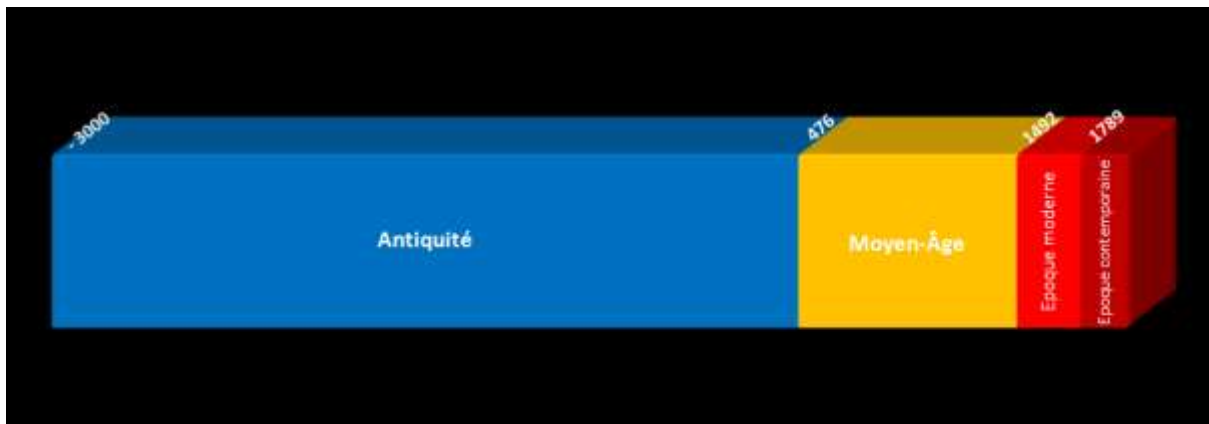 - 3000
476
1492
1789
Antiquité
Moyen-Âge
Epoque moderne
Epoque contemporaine